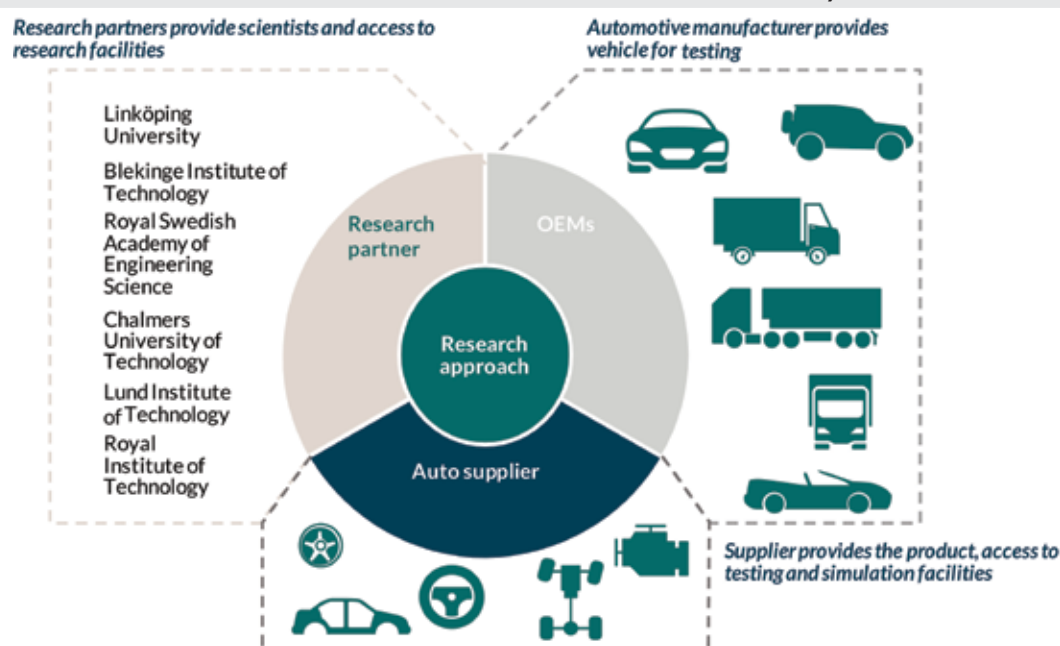 Research partners provide scientists and access to
research facilities
Automotive manufacturer provides
vehicle for testing
Linköping
University
Blekinge Institute of
Technology
Royal Swedish
Academy of
Engineering
Science
Chalmers
University of
Technology
Lund Institute
of Technology
Royal
Institute of
Technology
Research
partner
OEMs
Research
approach
Auto supplier
Supplier provides the product, access to
testing and simulation facilities